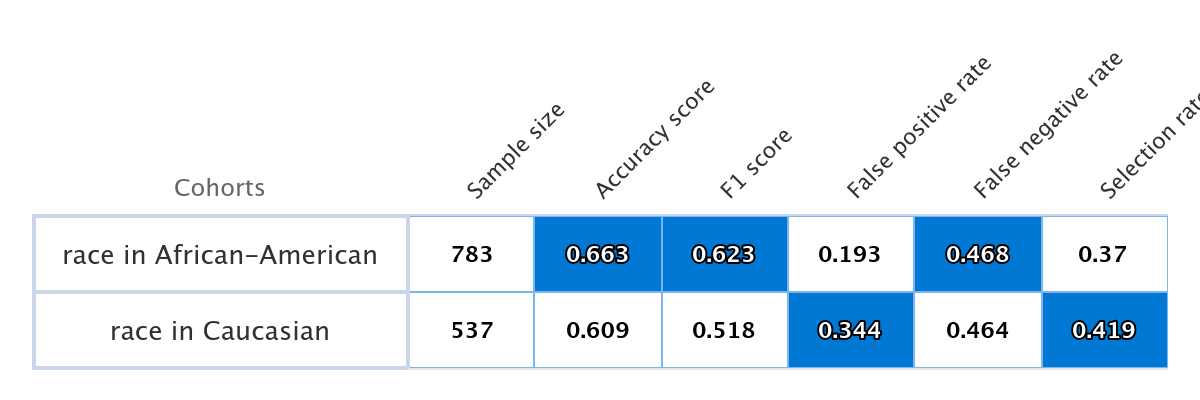 Sample size
Accuracy score
F1 score
False positive rate
False negative rate
Selection rate
Cohorts
race in African-American 783 0.663 0.623 0.193 0.468 0.37
race in Caucasian 537 0.609 0.518 0.344 0.464 0.419